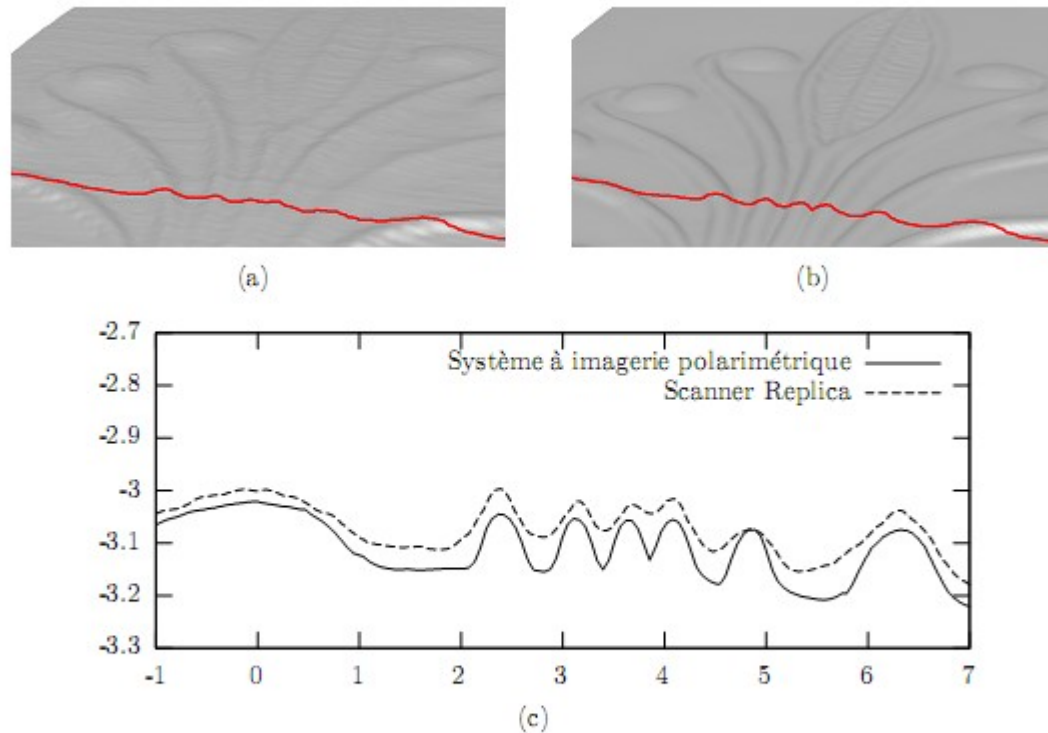 (a)
(b)
-2.7
-2.8
-2.9
-3
-3.1
-3.2
-3.3
Système à imagerie polarimétrique
Scanner Replica
-1 0 1 2 3 4 5 6 7
(c)